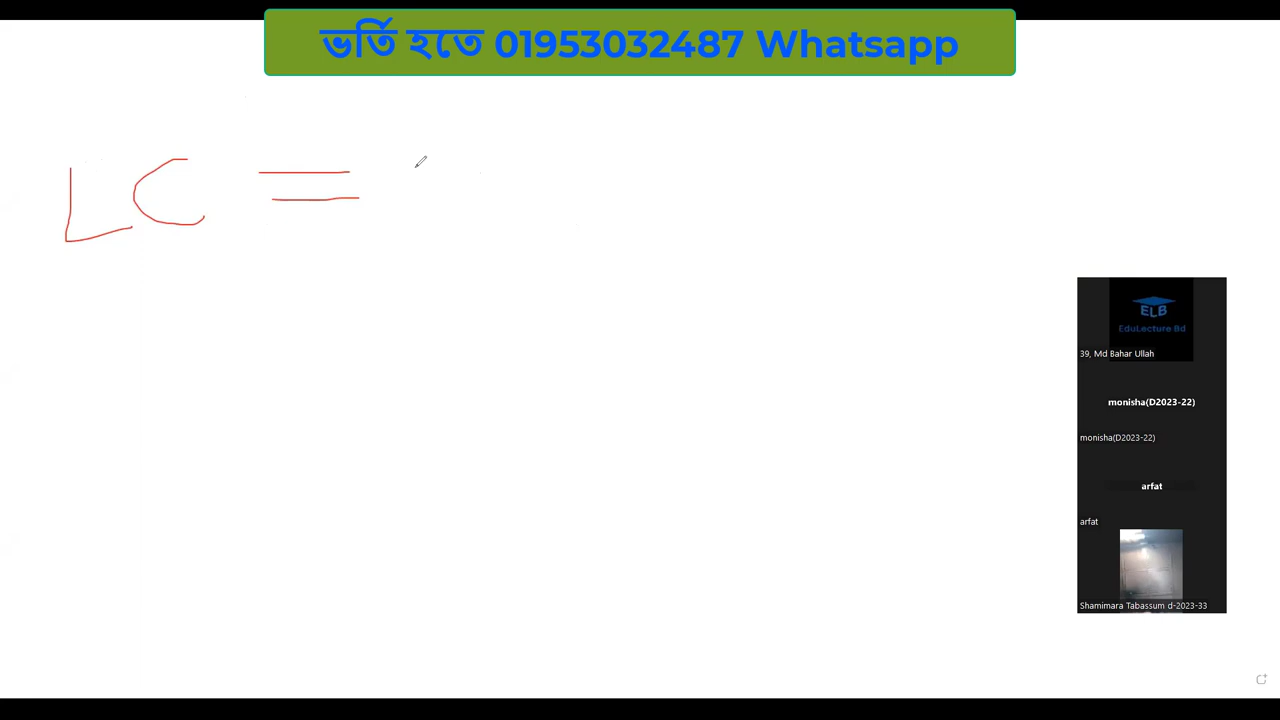 ভর্তি হতে 01953032487 Whatsapp
LC =
ELB
EduLecture Bd
39, Md Bahar Ullah
monisha(D2023-22)
monisha(D2023-22)
arfat
arfat
Shamimara Tabassum d-2023-33